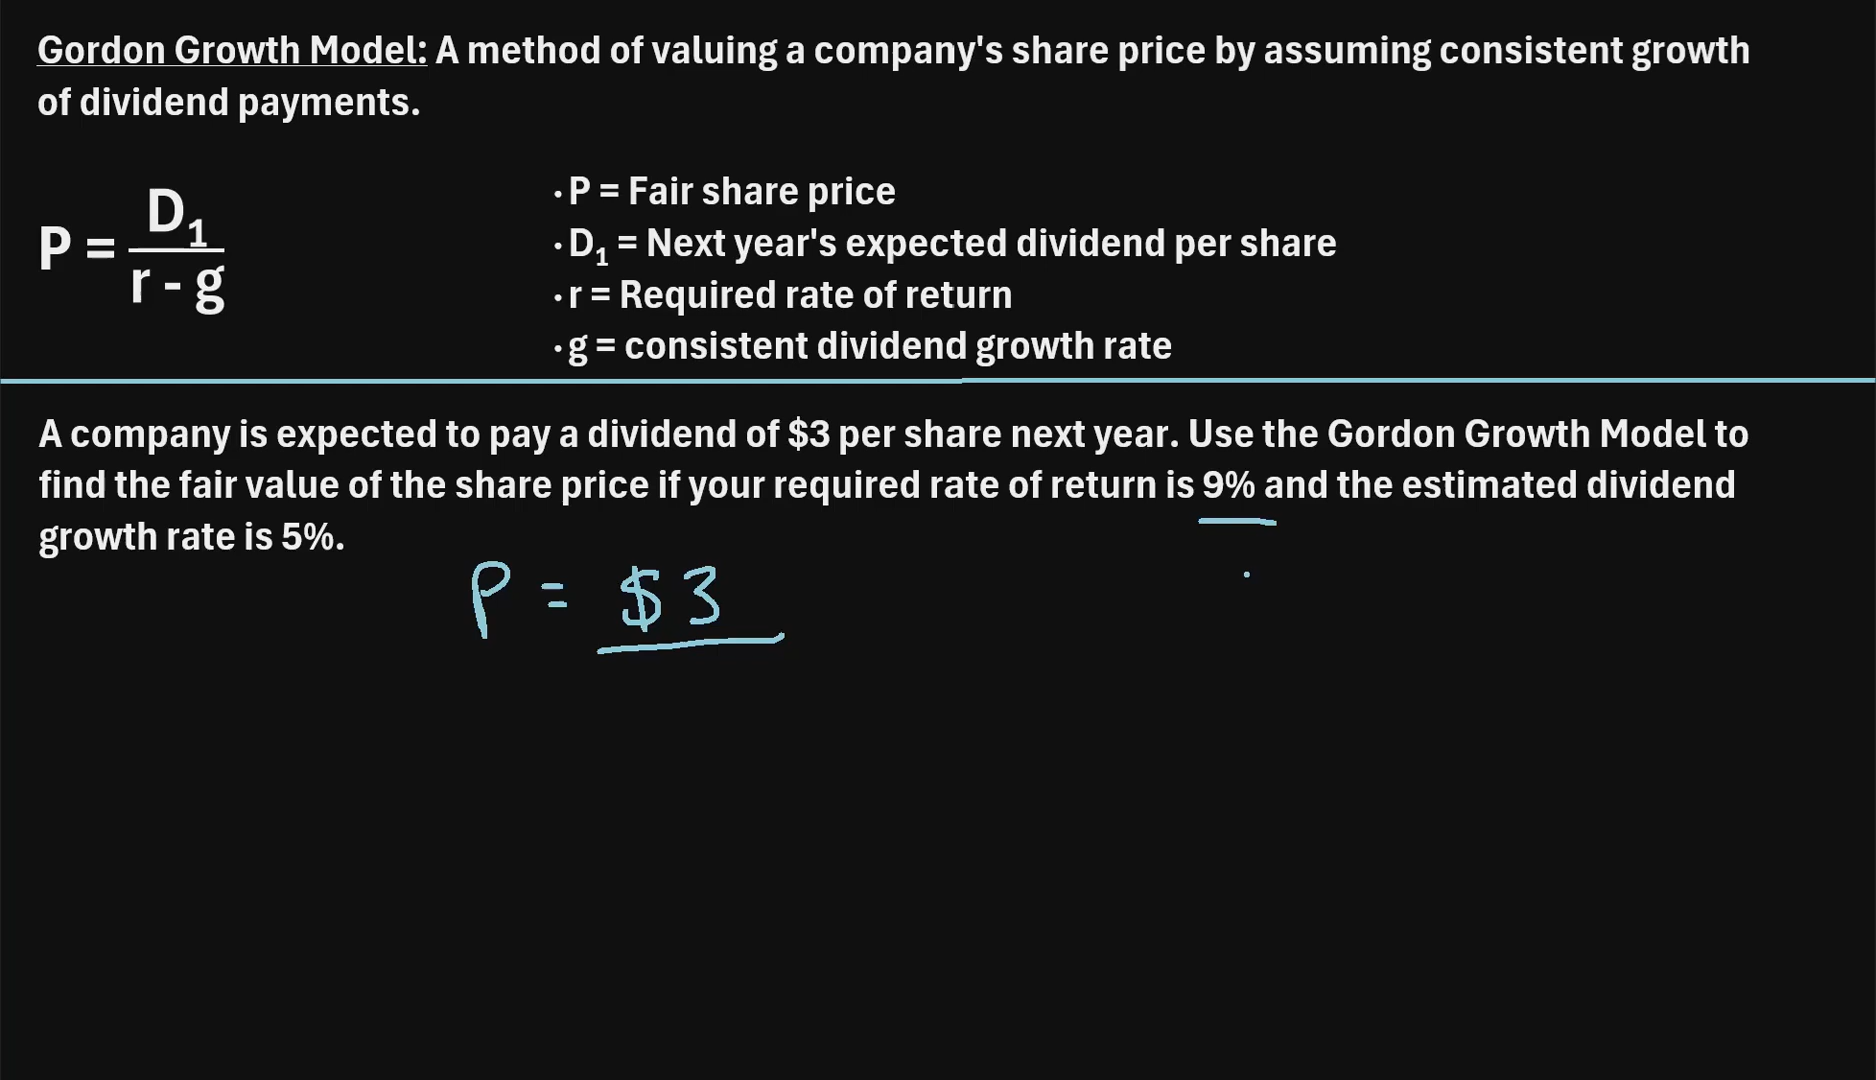 Gordon Growth Model: A method of valuing a company's share price by assuming consistent growth
of dividend payments.
P = D₁ / r - g
· P = Fair share price
· D₁ = Next year's expected dividend per share
· r = Required rate of return
· g = consistent dividend growth rate
A company is expected to pay a dividend of $3 per share next year. Use the Gordon Growth Model to
find the fair value of the share price if your required rate of return is 9% and the estimated dividend
growth rate is 5%.
P = $3